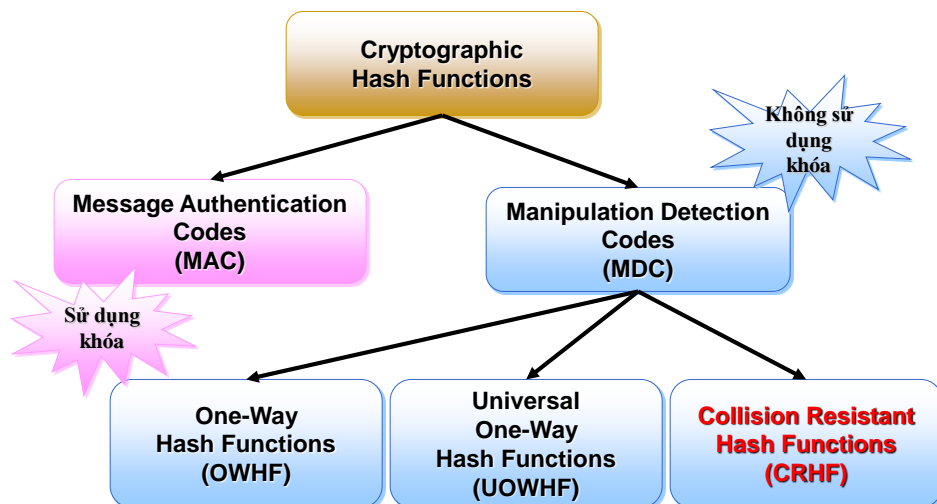 Cryptographic
Hash Functions
Không sử
dụng
khóa
Message Authentication
Codes
(MAC)
Manipulation Detection
Codes
(MDC)
Sử dụng
khóa
One-Way
Hash Functions
(OWHF)
Universal
One-Way
Hash Functions
(UOWHF)
Collision Resistant
Hash Functions
(CRHF)